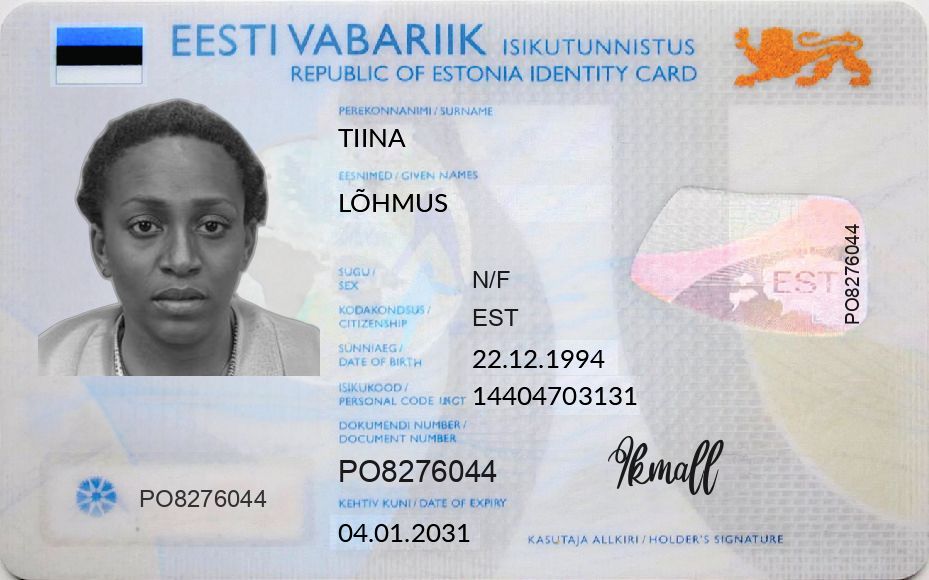 EESTI VABARIIK ISIKUTUNNISTUS
REPUBLIC OF ESTONIA IDENTITY CARD
PEREKONNANIMI / SURNAME
TIINA
EESNIMED / GIVEN NAMES
LÕHMUS
SUGU /
SEX
N/F
KODAKONDSUS /
CITIZENSHIP
EST
SÜNNIAEG /
DATE OF BIRTH
22.12.1994
ISIKUKOOD /
PERSONAL CODE
14404703131
DOKUMENDI NUMBER /
DOCUMENT NUMBER
PO8276044
KEHTIV KUNI / DATE OF EXPIRY
04.01.2031
PO8276044
EST
PO8276044
KASUTAJA ALLKIRI / HOLDER'S SIGNATURE